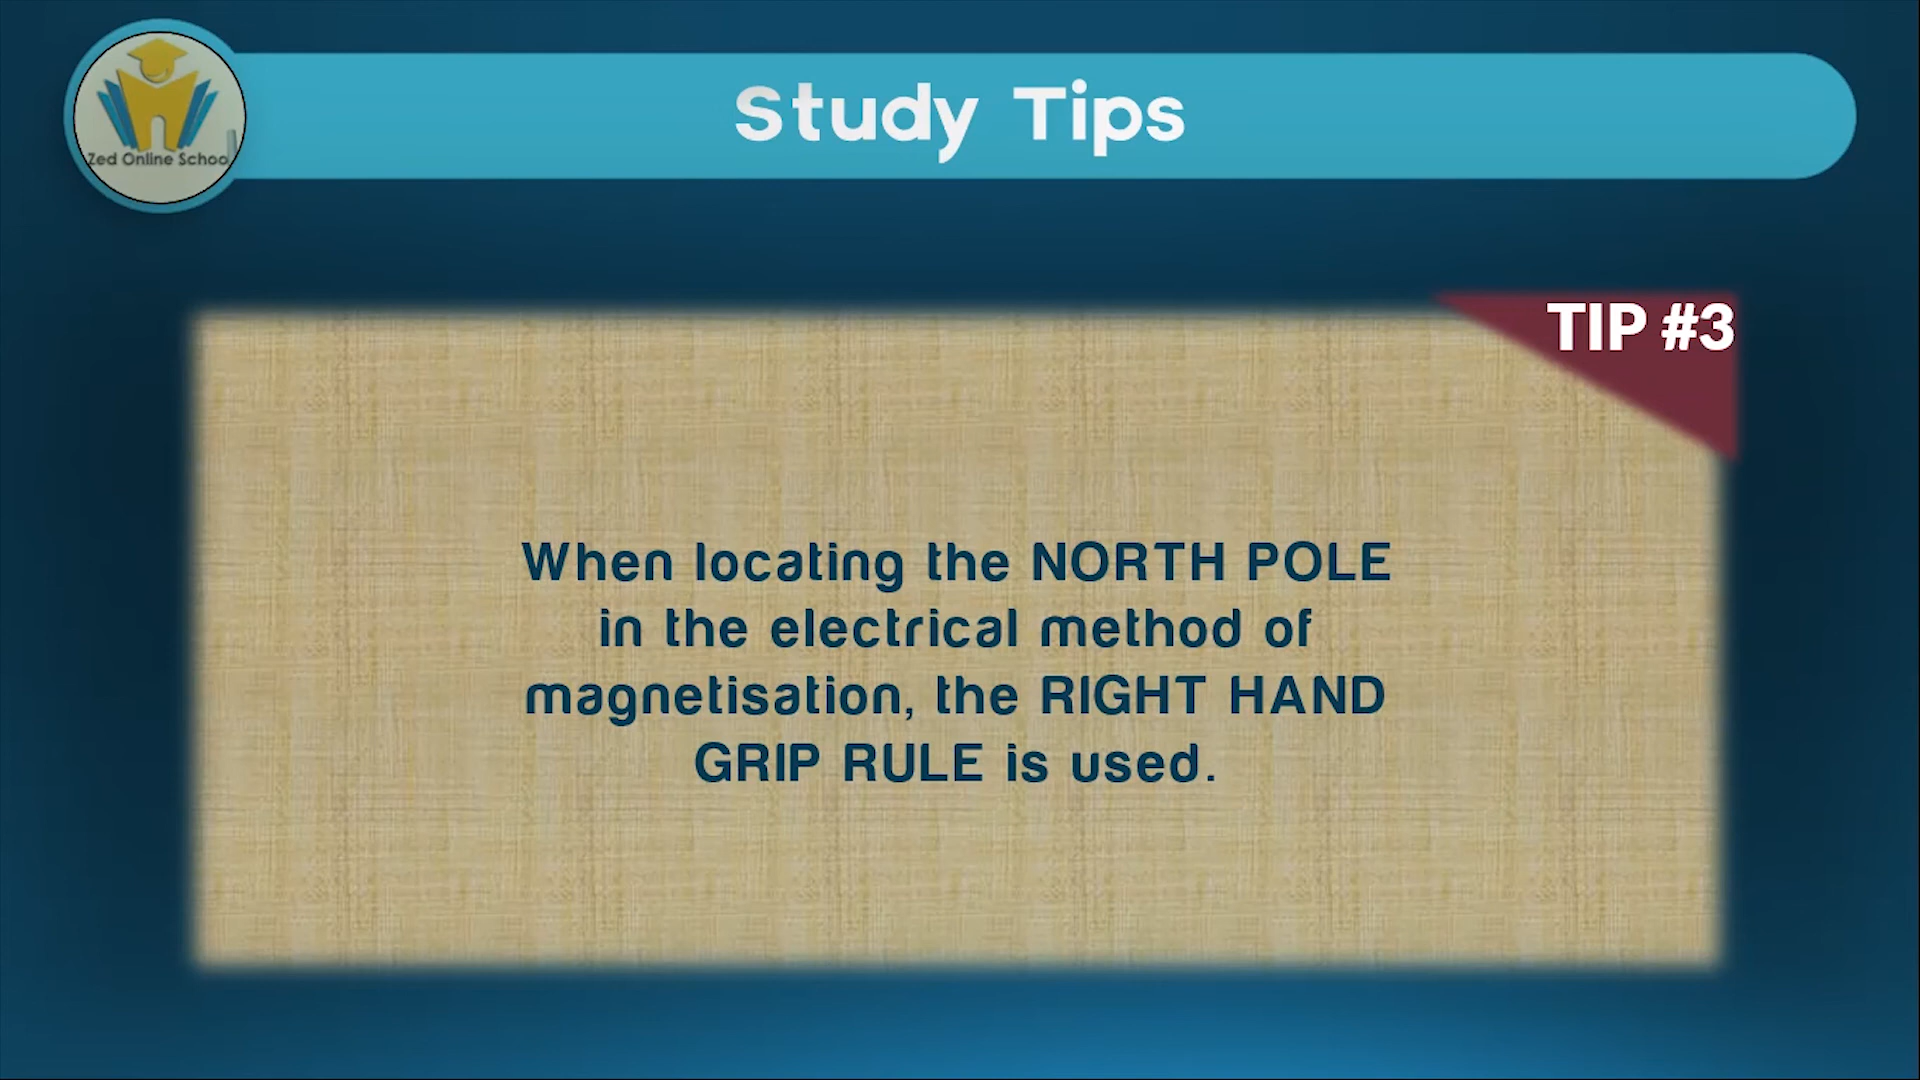 Zed Online School
Study Tips
TIP #3
When locating the NORTH POLE
in the electrical method of
magnetisation, the RIGHT HAND
GRIP RULE is used.